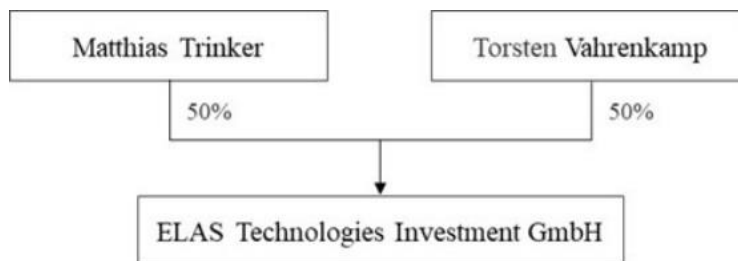 Matthias Trinker
Torsten Vahrenkamp
50%
50%
ELAS Technologies Investment GmbH